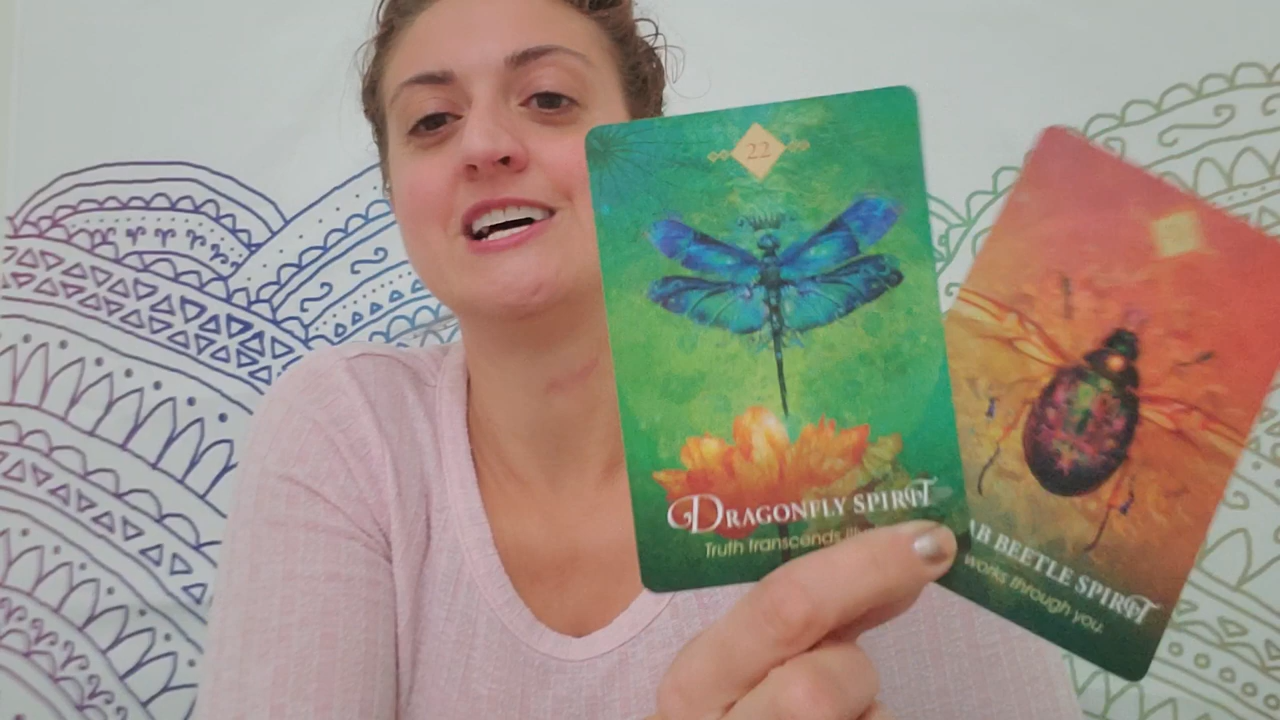 22
DRAGONFLY SPIRIT
Truth transcends
AB BEETLE SPIRIT
works through you.